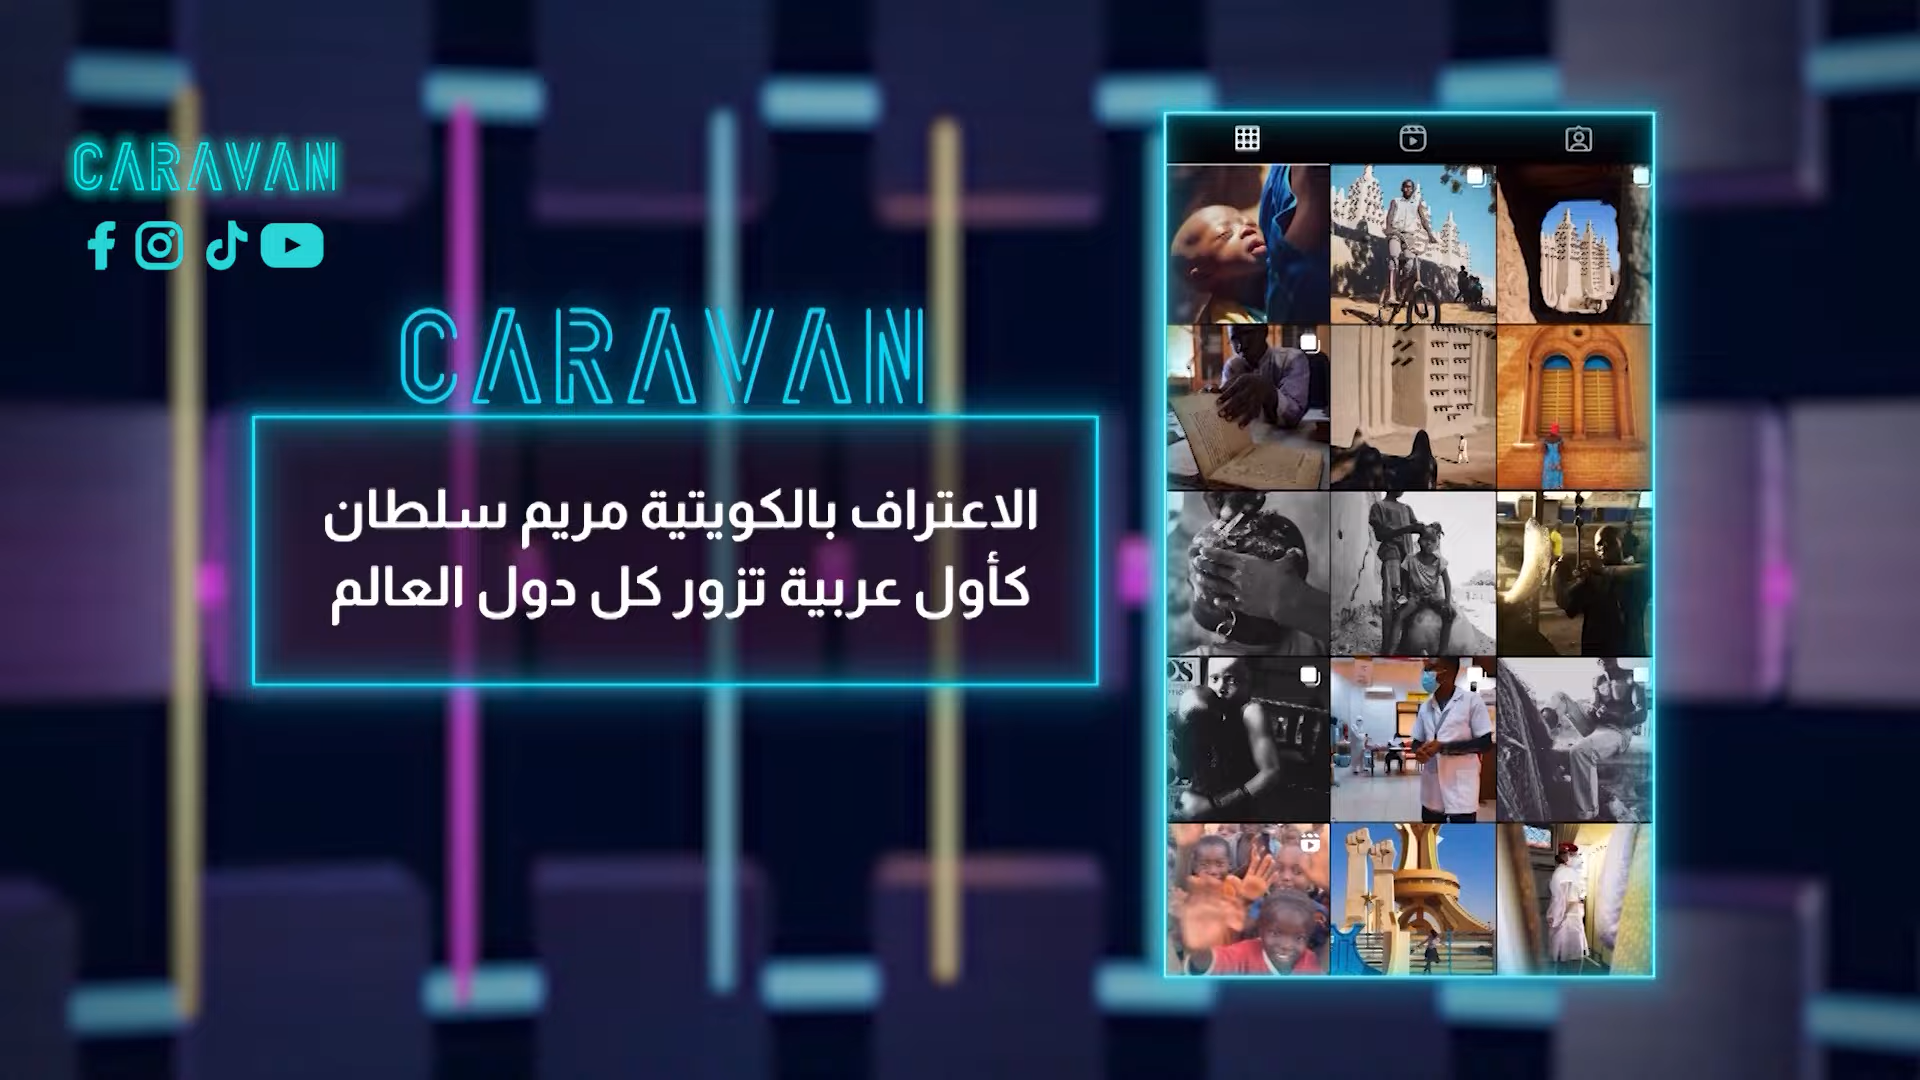 CARAVAN
CARAVAN
الاعتراف بالكويتية مريم سلطان
كأول عربية تزور كل دول العالم